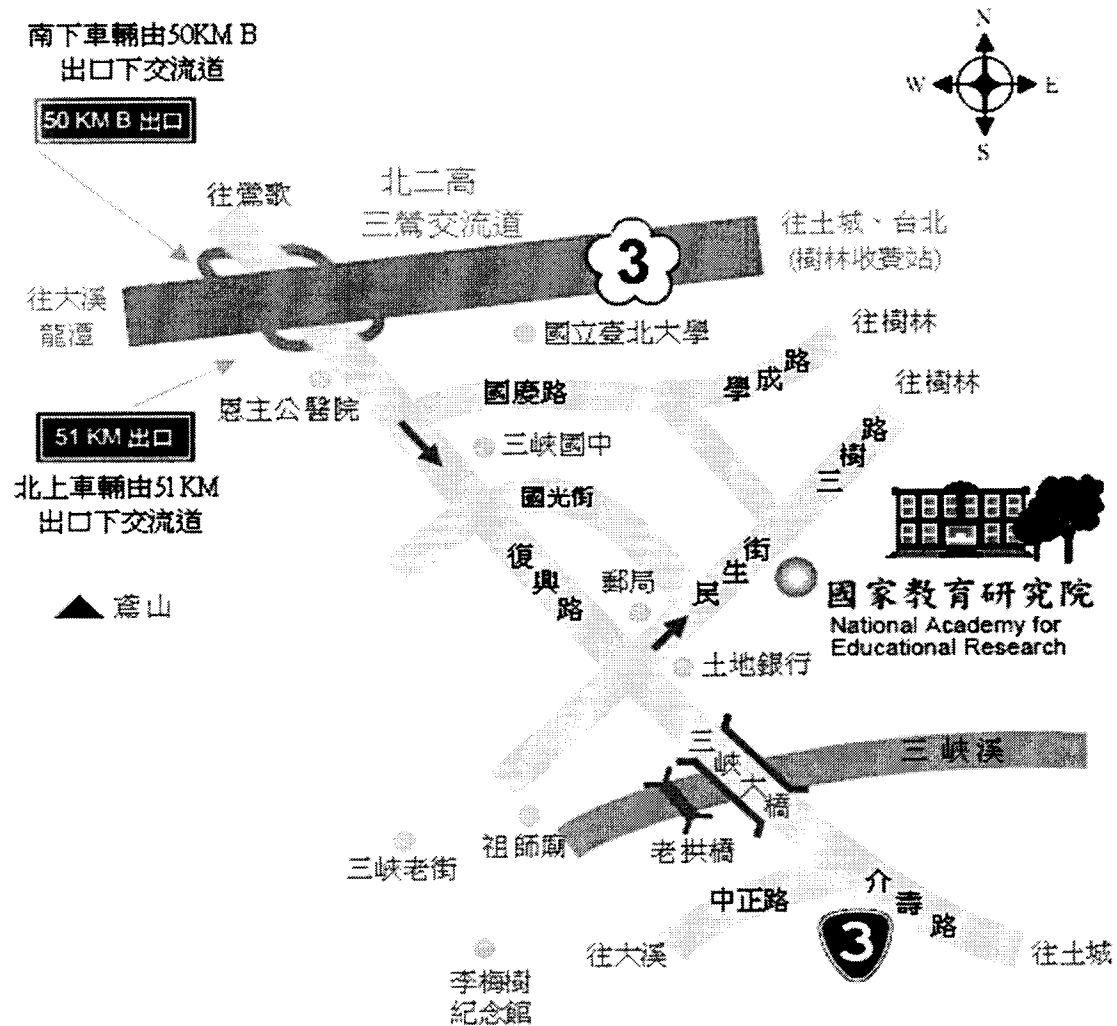 南下車輛由50KM B
出口下交流道
50 KM B 出口
N
W
E
S
往鶯歌
北二高
三鶯交流道
3
往土城、台北
(樹林收費站)
往大溪
龍潭
國立臺北大學
往樹林
學成路
國慶路
往樹林
恩主公醫院
51 KM 出口
三峽國中
三樹路
北上車輛由51KM
出口下交流道
國光街
復興路
郵局
民生街
鳶山
國家教育研究院
National Academy for
Educational Research
土地銀行
三峽大橋
三峽溪
祖師廟
老拱橋
三峽老街
中正路
介壽路
3
往大溪
往土城
李梅樹
紀念館